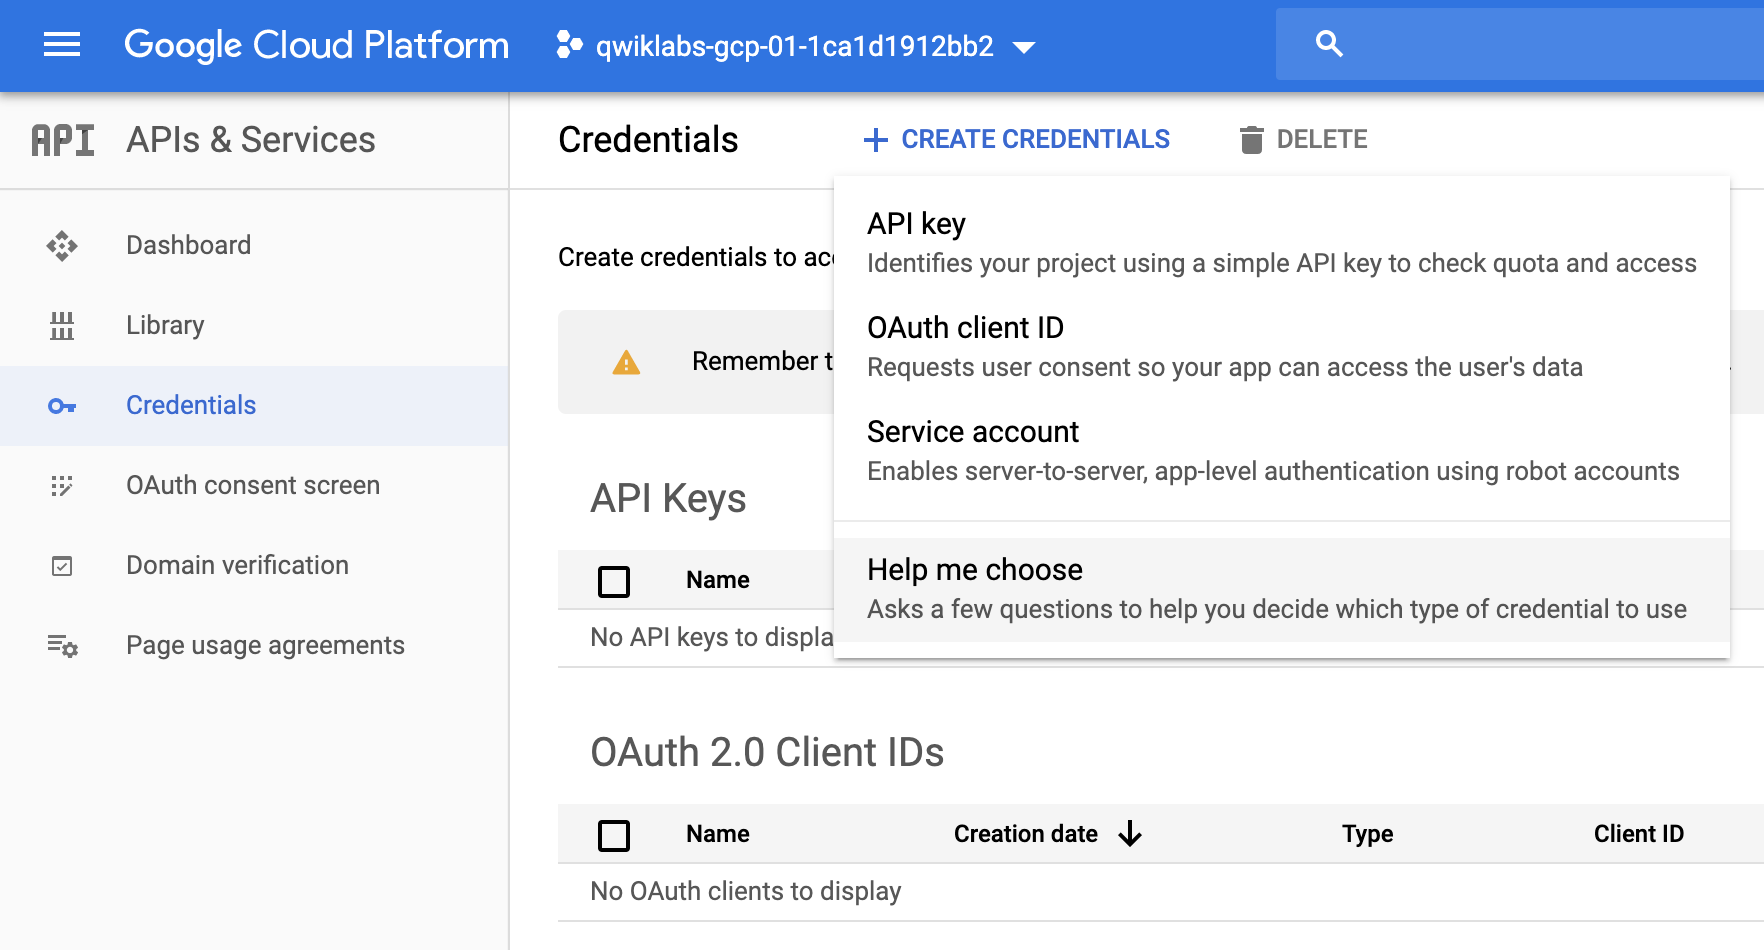 Google Cloud Platform
qwiklabs-gcp-01-1ca1d1912bb2
API
APIs & Services
Credentials
CREATE CREDENTIALS
DELETE
Dashboard
Library
Credentials
OAuth consent screen
Domain verification
Page usage agreements
Create credentials to
Remember
API key
Identifies your project using a simple API key to check quota and access
OAuth client ID
Requests user consent so your app can access the user's data
Service account
Enables server-to-server, app-level authentication using robot accounts
Help me choose
Asks a few questions to help you decide which type of credential to use
API Keys
Name
No API keys to displa
OAuth 2.0 Client IDs
Name Creation date Type Client ID
No OAuth clients to display